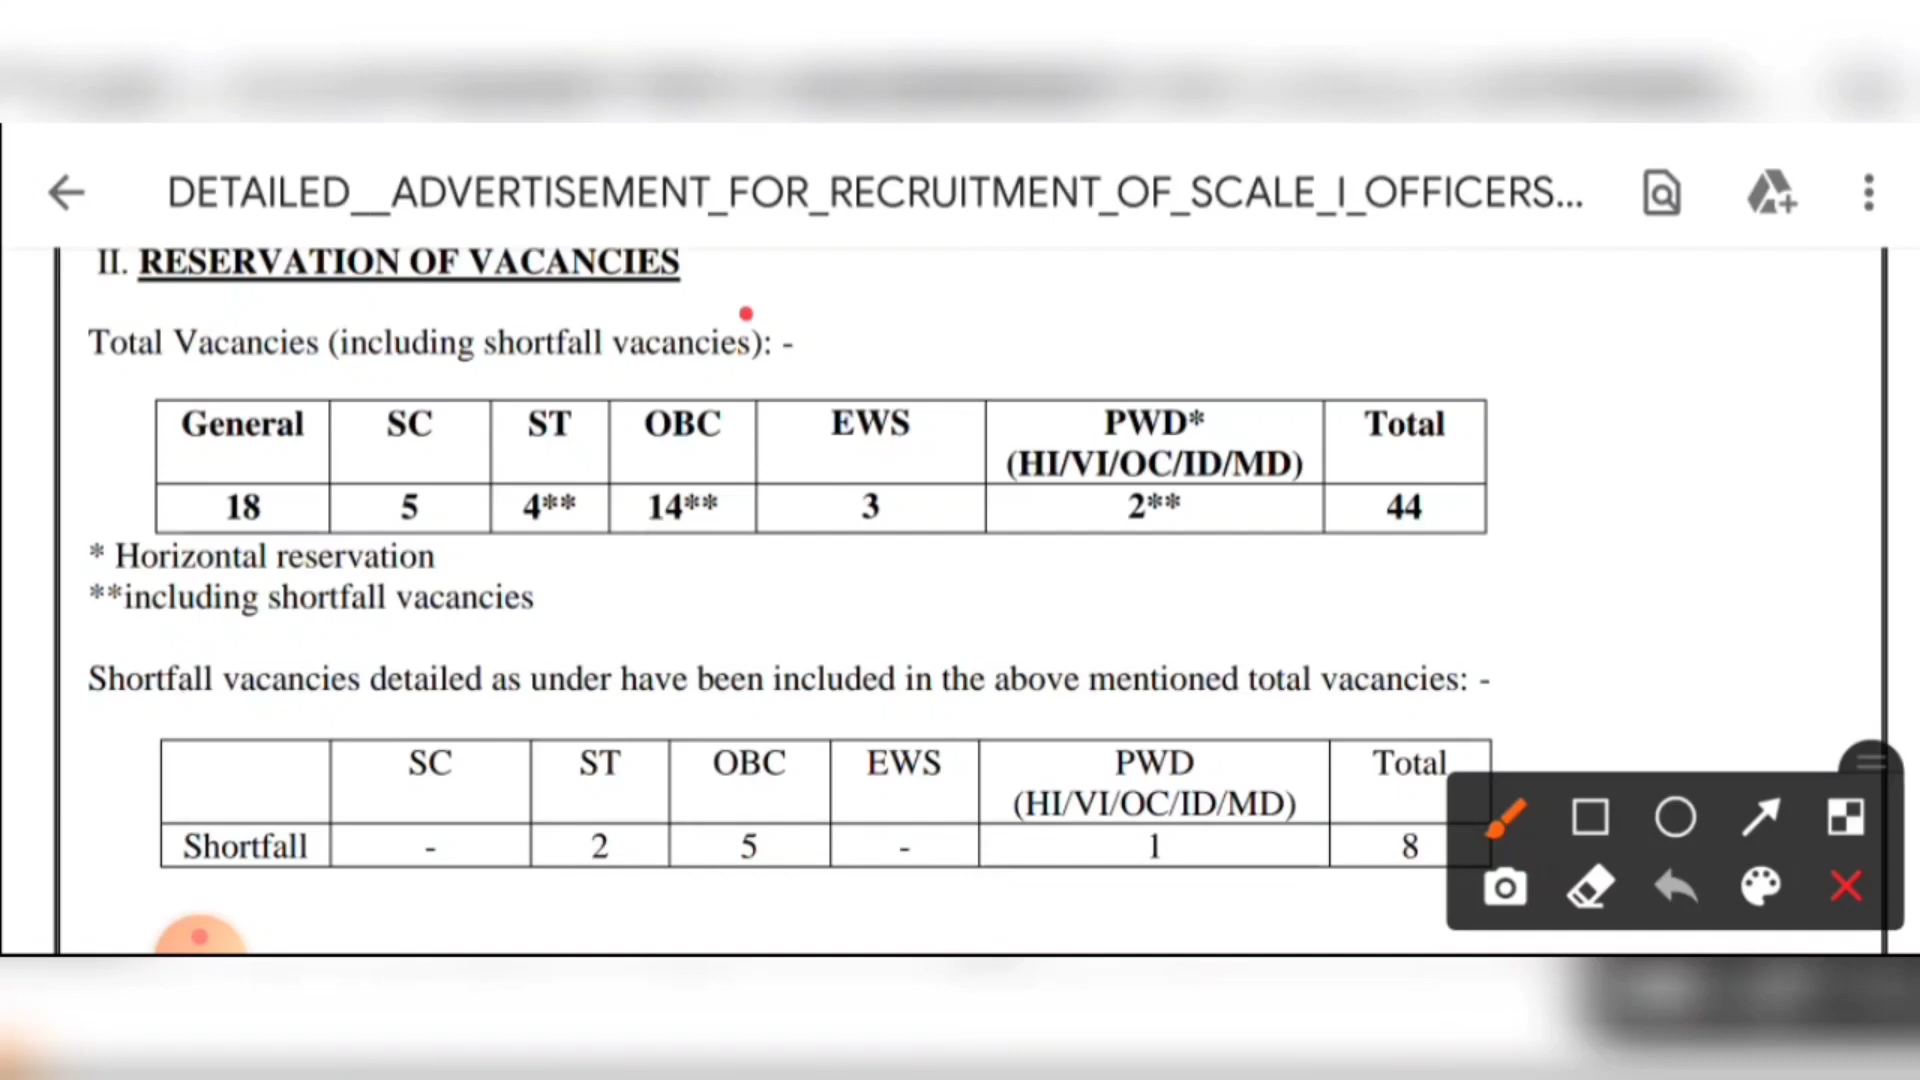 DETAILED__ADVERTISEMENT_FOR_RECRUITMENT_OF_SCALE_I_OFFICERS...
II. RESERVATION OF VACANCIES
Total Vacancies (including shortfall vacancies): -
General SC ST OBC EWS PWD* (HI/VI/OC/ID/MD) Total
18 5 4** 14** 3 2** 44
* Horizontal reservation
**including shortfall vacancies
Shortfall vacancies detailed as under have been included in the above mentioned total vacancies: -
SC ST OBC EWS PWD (HI/VI/OC/ID/MD) Total
Shortfall - 2 5 - 1 8